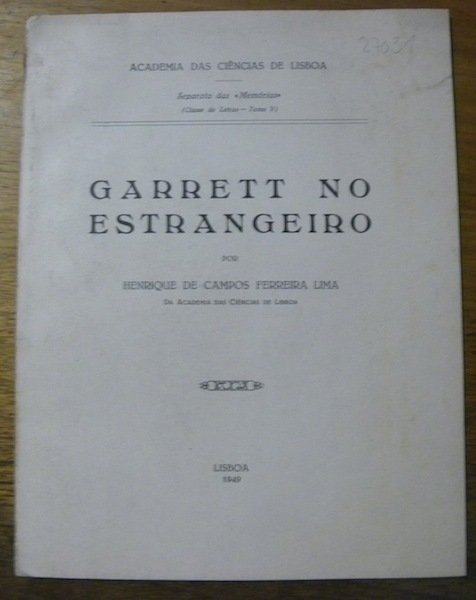 27031
ACADEMIA DAS CIÊNCIAS DE LISBOA
Separata das «Memórias»
(Classe de Letras — Tomo V)
GARRETT NO
ESTRANGEIRO
POR
HENRIQUE DE CAMPOS FERREIRA LIMA
DA ACADEMIA DAS CIÊNCIAS DE LISBOA
LISBOA
1949